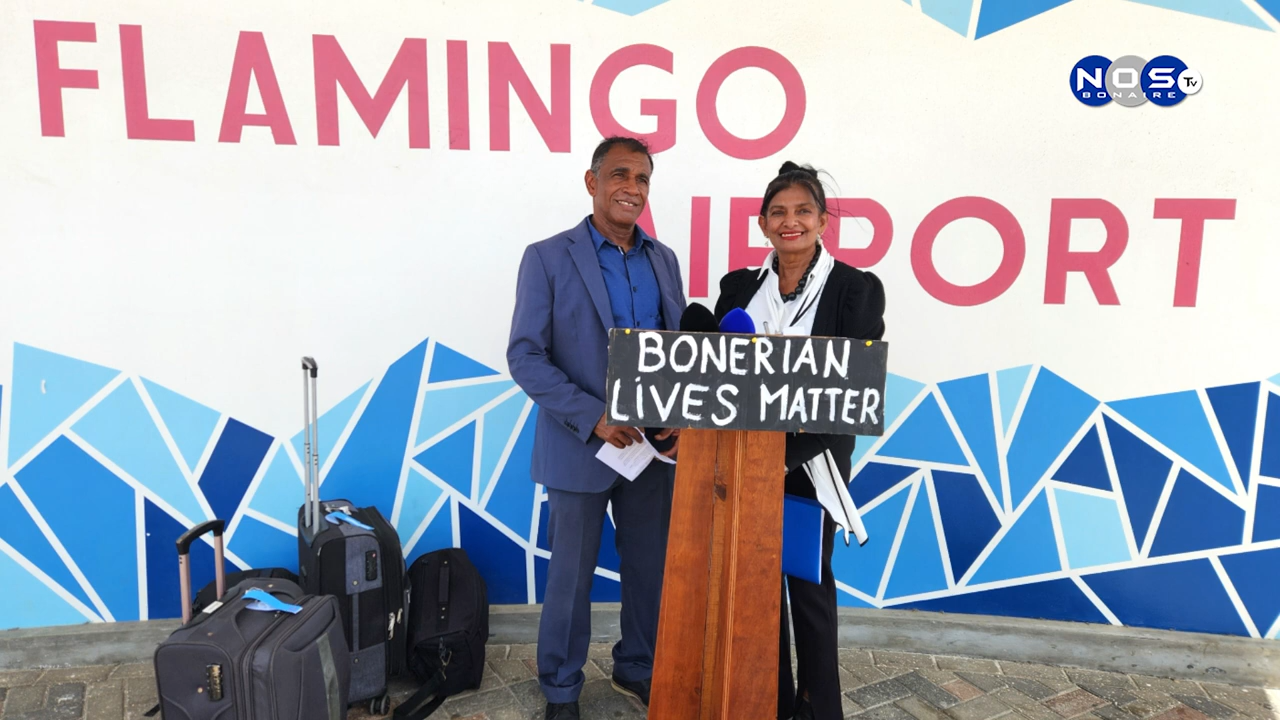 FLAMINGO
AIRPORT
NOS TV
BONAIRE
BONERIAN
LIVES MATTER